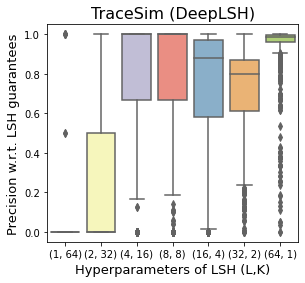 TraceSim (DeepLSH)
Precision w.r.t. LSH guarantees
1.0
0.8
0.6
0.4
0.2
0.0
(1, 64) (2, 32) (4, 16) (8, 8) (16, 4) (32, 2) (64, 1)
Hyperparameters of LSH (L,K)